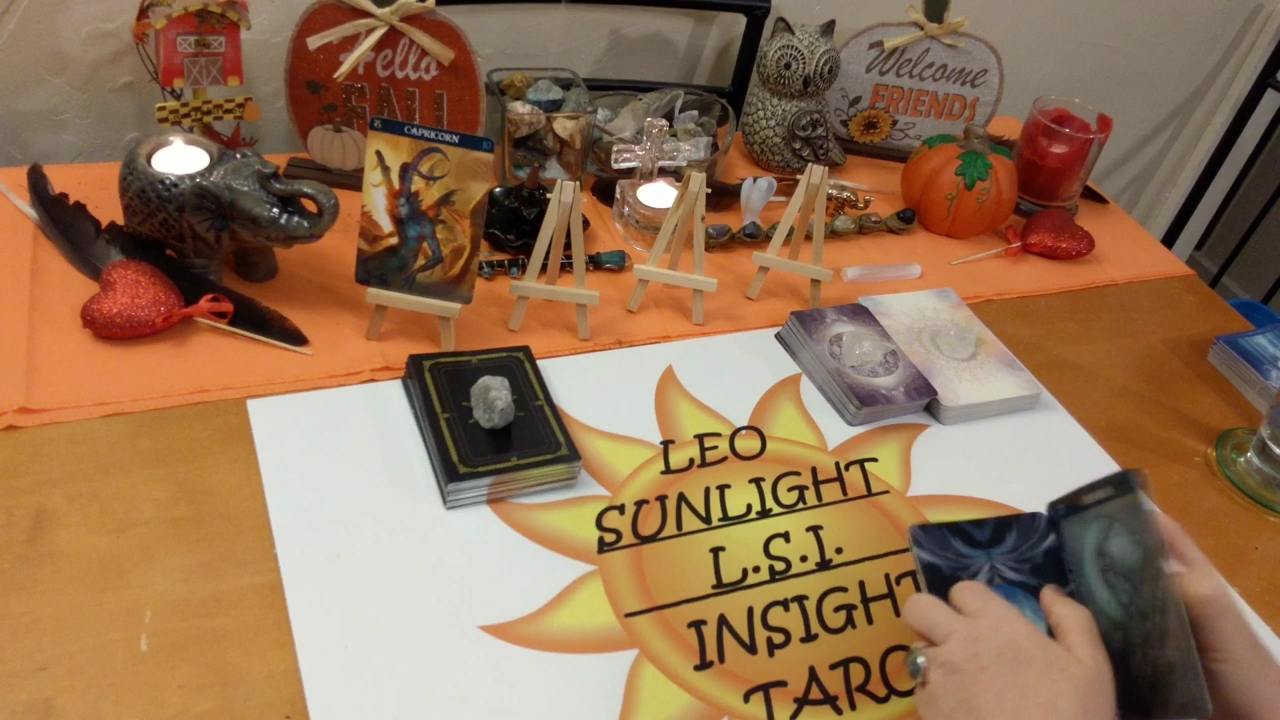 Hello
FALL
Welcome
FRIENDS
CAPRICORN
LEO
SUNLIGHT
L.S.I.
INSIGHT
TARO